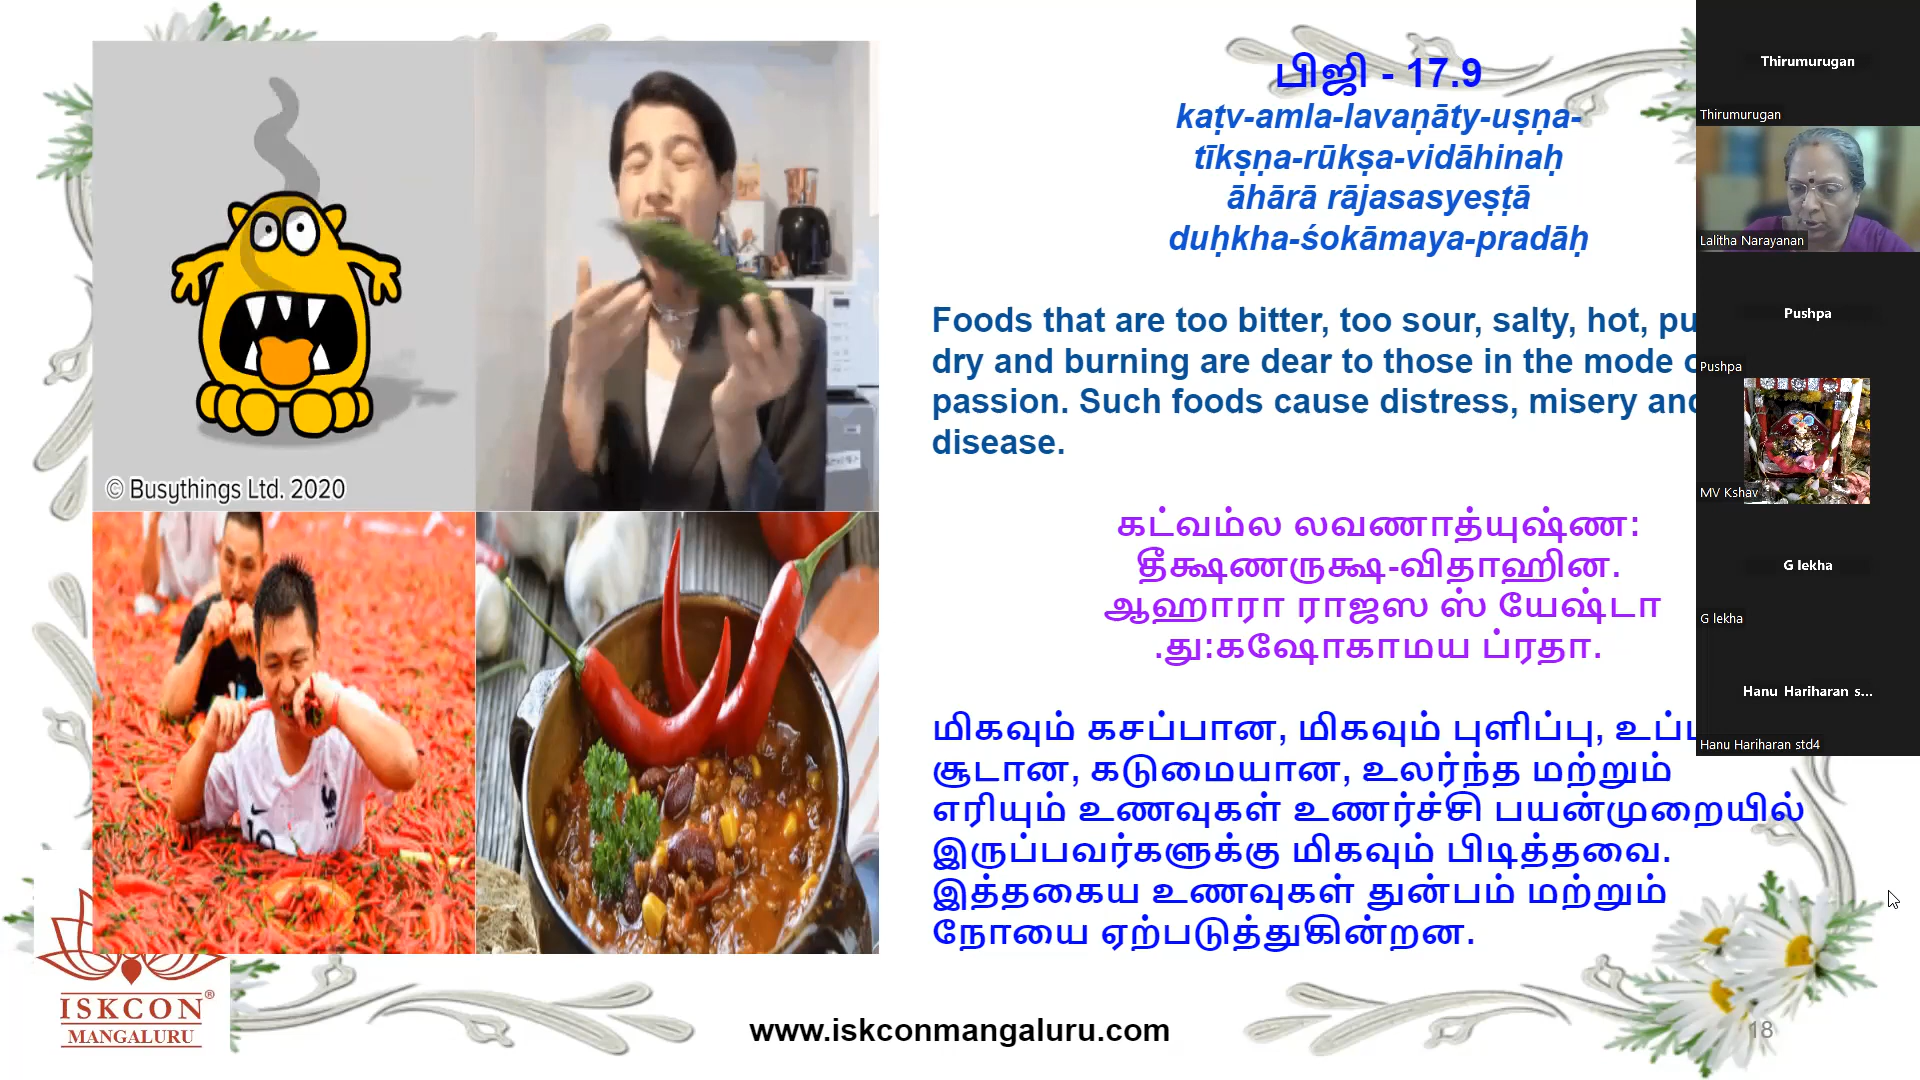 பிஜி - 17.9
kaṭv-amla-lavaṇāty-uṣṇa-
tīkṣṇa-rūkṣa-vidāhinaḥ
āhārā rājasasyeṣṭā
duḥkha-śokāmaya-pradāḥ
Foods that are too bitter, too sour, salty, hot,
dry and burning are dear to those in the mode
passion. Such foods cause distress, misery
disease.
கட்வம்ல லவணாத்யுஷ்ண:
தீக்ஷணருக்ஷ-விதாஹின.
ஆஹாரா ராஜஸ ஸ் யேஷ்டா
.து:கஷோகாமய ப்ரதா.
மிகவும் கசப்பான, மிகவும் புளிப்பு,
சூடான, கடுமையான, உலர்ந்த மற்றும்
எரியும் உணவுகள் உணர்ச்சி பயன்முறையில்
இருப்பவர்களுக்கு மிகவும் பிடித்தவை.
இத்தகைய உணவுகள் துன்பம் மற்றும்
நோயை ஏற்படுத்துகின்றன.
© Busythings Ltd. 2020
ISKCON®
MANGALURU
www.iskconmangaluru.com
18
Thirumurugan
Thirumurugan
Lalitha Narayanan
Pushpa
Pushpa
MV Kshav
G lekha
G lekha
Hanu Hariharan s...
Hanu Hariharan std4